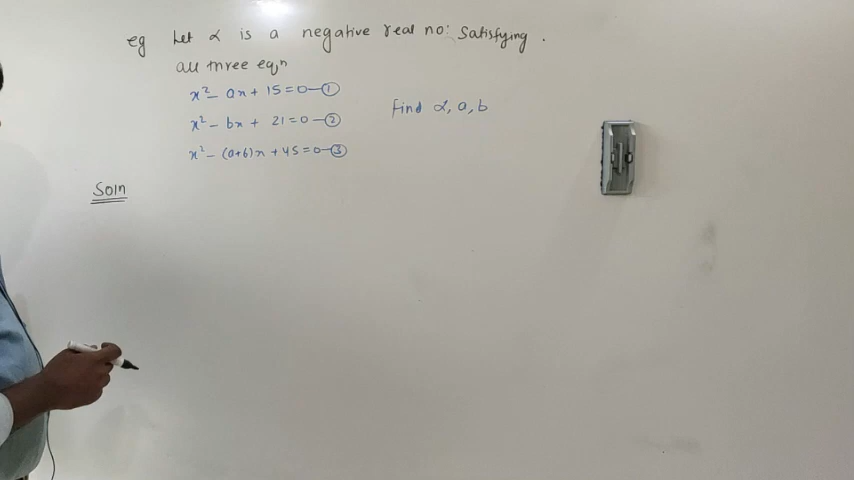 eg Let α is a negative real no: Satisfying.
all three eq,n
x² - ax + 15 = 0 - ①
x² - bx + 21 = 0 - ②
Find α, a, b
x² - (a+b)x + 45 = 0 - ③
Soln